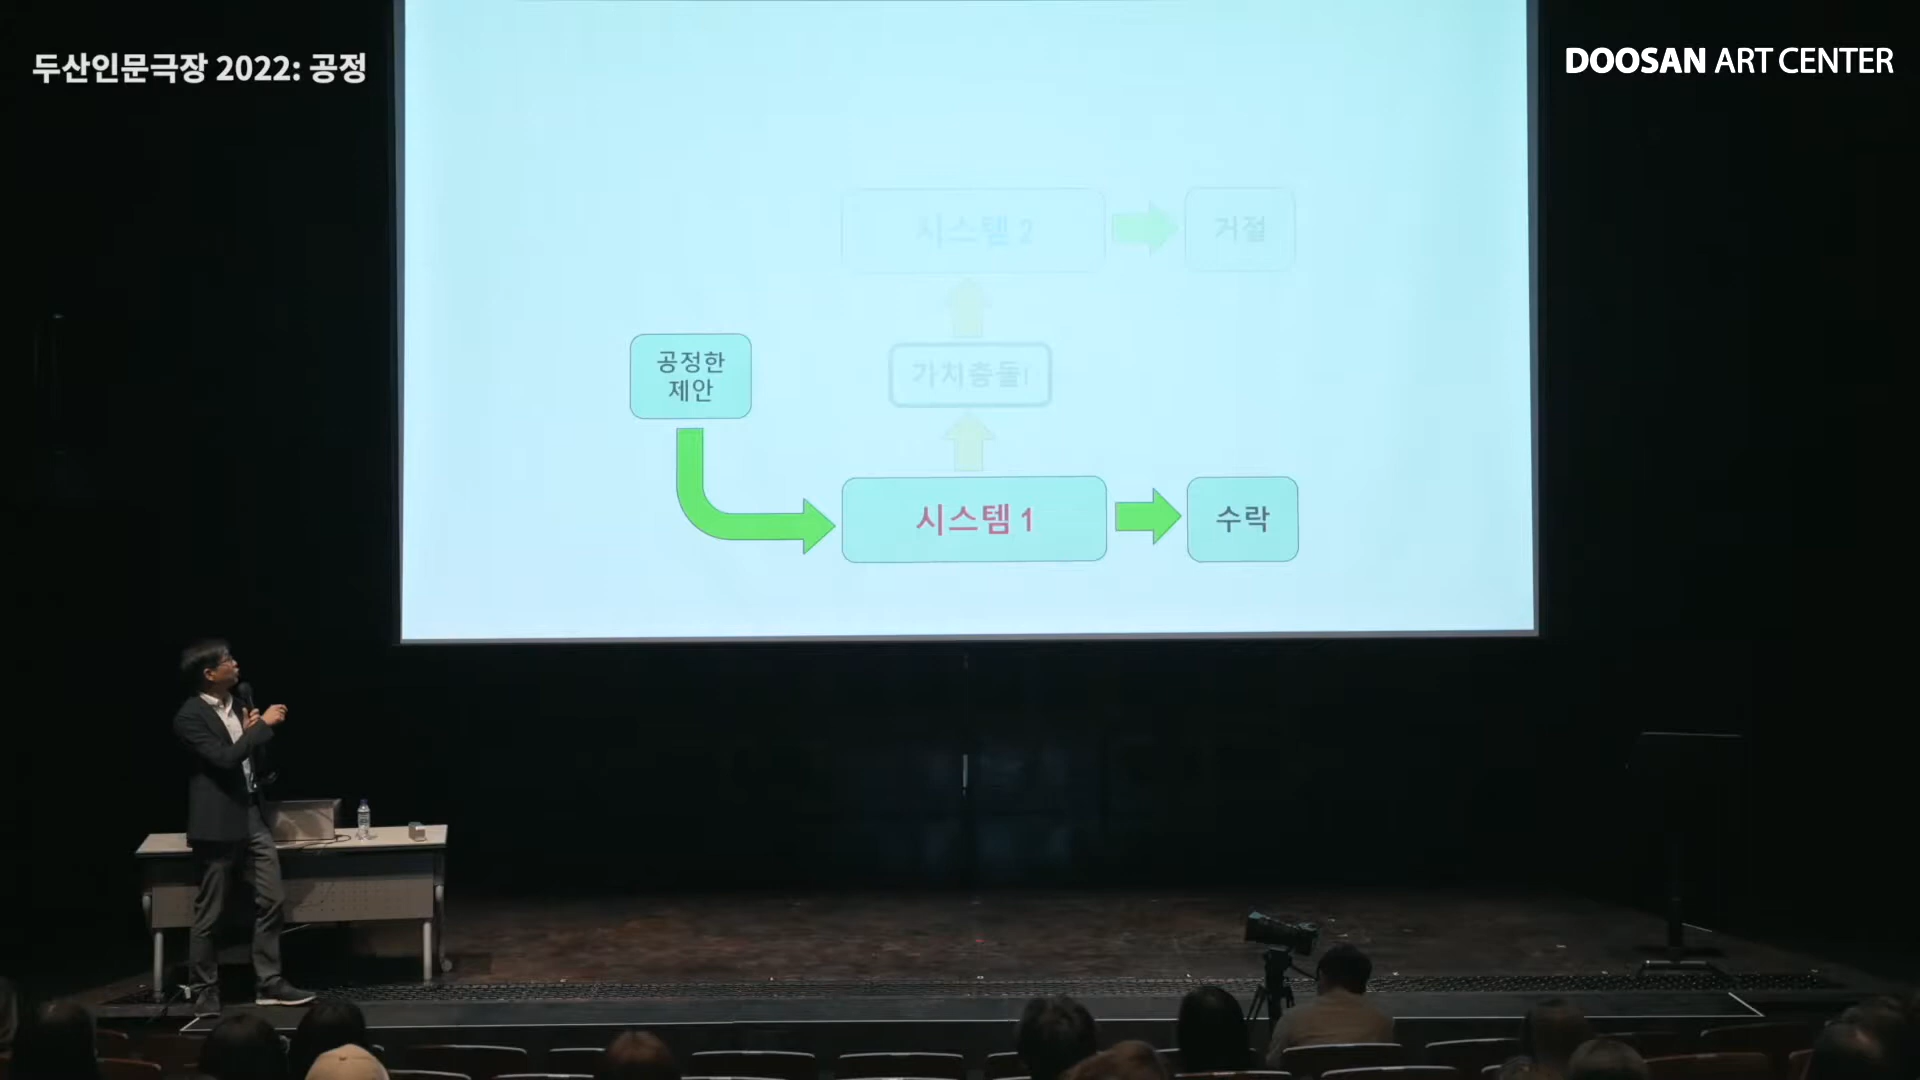 두산인문극장 2022: 공정
DOOSAN ART CENTER
시스템 2
거절
공정한
제안
가치충돌!
시스템 1
수락